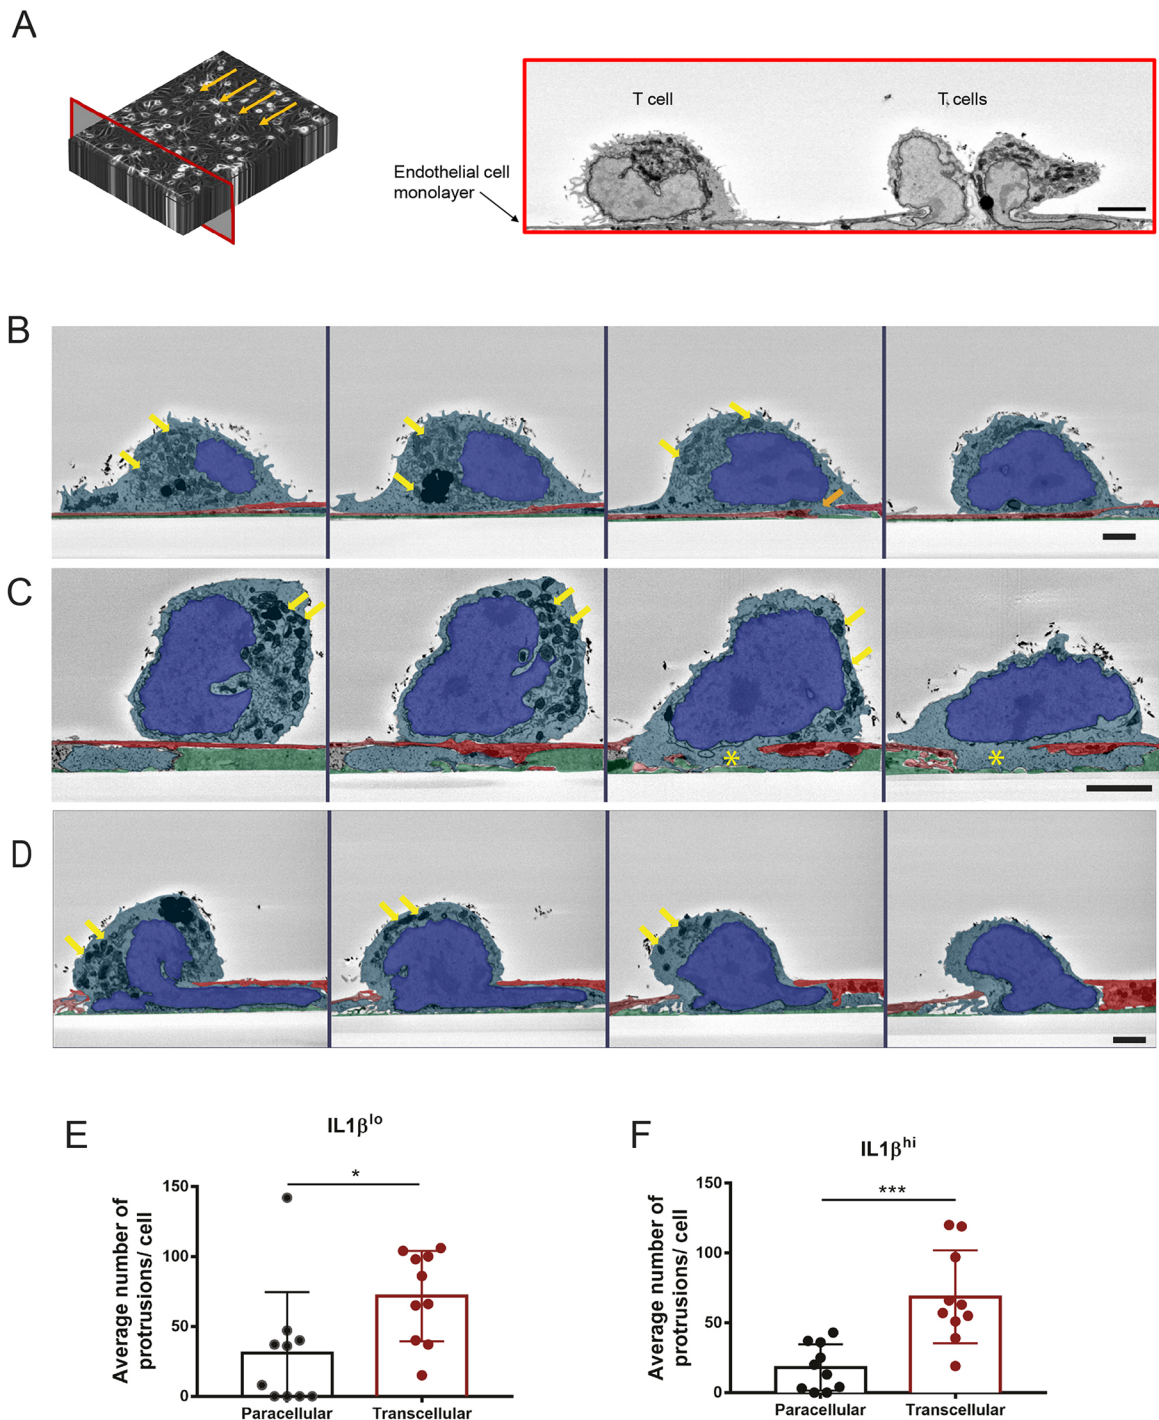 A
T cell
T cells
Endothelial cell
monolayer
B
C
*
*
D
E
IL1β^lo
*
Average number of
protrusions/ cell
150
100
50
0
Paracellular
Transcellular
F
IL1β^hi
***
Average number of
protrusions/ cell
150
100
50
0
Paracellular
Transcellular